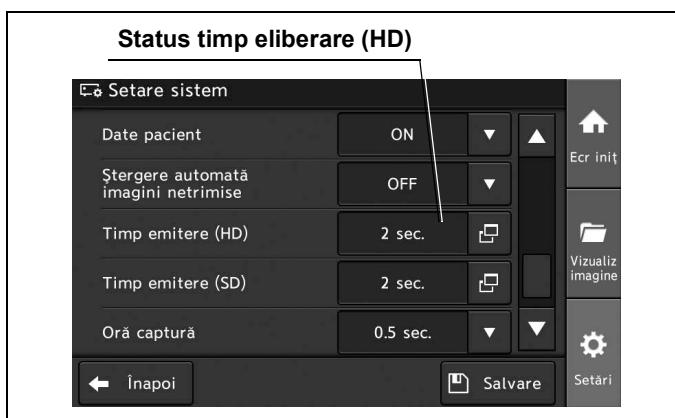 Status timp eliberare (HD)
Setare sistem
Date pacient ON
Ecr iniț
Ștergere automată
imagini netrimise OFF
Timp emitere (HD) 2 sec.
Vizualiz
imagine
Timp emitere (SD) 2 sec.
Oră captură 0.5 sec.
Înapoi Salvare Setări